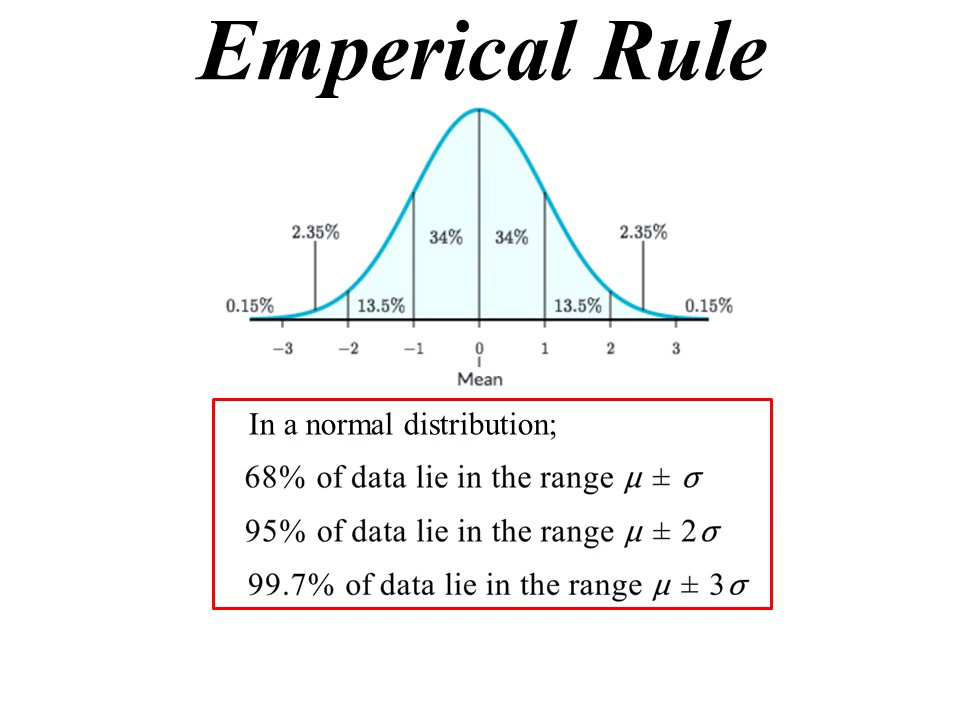 Emperical Rule
2.35% 2.35%
34% 34%
0.15% 13.5% 13.5% 0.15%
−3 −2 −1 0 1 2 3
Mean
In a normal distribution;
68% of data lie in the range μ ± σ
95% of data lie in the range μ ± 2σ
99.7% of data lie in the range μ ± 3σ